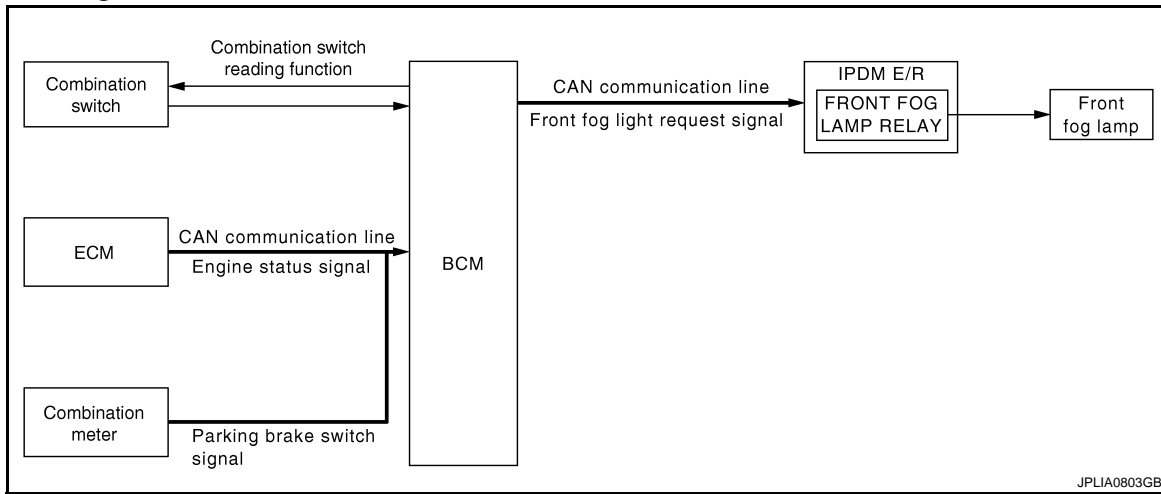 Combination switch
reading function
Combination
switch
ECM
CAN communication line
Engine status signal
Combination
meter
Parking brake switch
signal
BCM
CAN communication line
Front fog light request signal
IPDM E/R
FRONT FOG
LAMP RELAY
Front
fog lamp
JPLIA0803GB